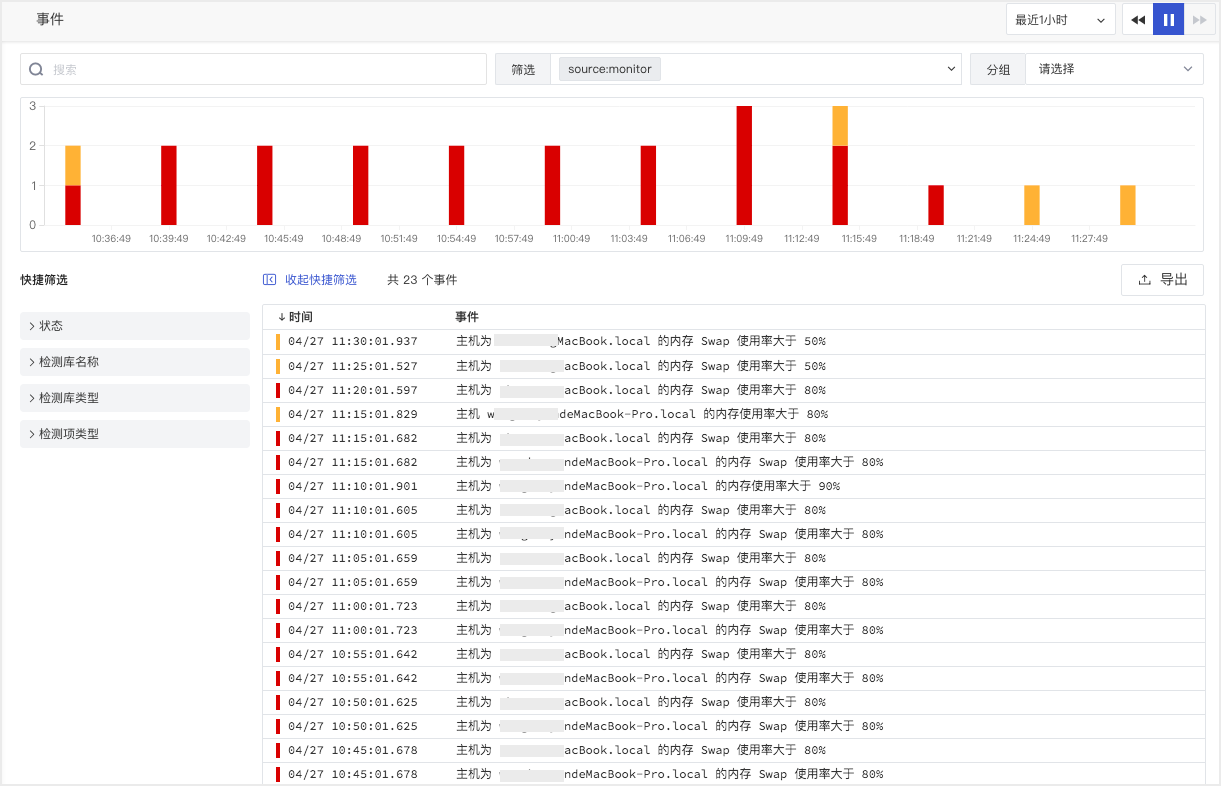 事件
最近1小时
搜索
筛选
source:monitor
分组
请选择
3
2
1
0
10:36:49 10:39:49 10:42:49 10:45:49 10:48:49 10:51:49 10:54:49 10:57:49 11:00:49 11:03:49 11:06:49 11:09:49 11:12:49 11:15:49 11:18:49 11:21:49 11:24:49 11:27:49
快捷筛选
收起快捷筛选
共 23 个事件
导出
状态
检测库名称
检测库类型
检测项类型
时间 事件
04/27 11:30:01.937 主机为 MacBook.local 的内存 Swap 使用率大于 50%
04/27 11:25:01.527 主机为 acBook.local 的内存 Swap 使用率大于 50%
04/27 11:20:01.597 主机为 acBook.local 的内存 Swap 使用率大于 80%
04/27 11:15:01.829 主机 w deMacBook-Pro.local 的内存使用率大于 80%
04/27 11:15:01.682 主机为 acBook.local 的内存 Swap 使用率大于 80%
04/27 11:15:01.682 主机为 ndeMacBook-Pro.local 的内存 Swap 使用率大于 80%
04/27 11:10:01.901 主机为 ndeMacBook-Pro.local 的内存使用率大于 90%
04/27 11:10:01.605 主机为 acBook.local 的内存 Swap 使用率大于 80%
04/27 11:10:01.605 主机为 ndeMacBook-Pro.local 的内存 Swap 使用率大于 80%
04/27 11:05:01.659 主机为 acBook.local 的内存 Swap 使用率大于 80%
04/27 11:05:01.659 主机为 ndeMacBook-Pro.local 的内存 Swap 使用率大于 80%
04/27 11:00:01.723 主机为 acBook.local 的内存 Swap 使用率大于 80%
04/27 11:00:01.723 主机为 ndeMacBook-Pro.local 的内存 Swap 使用率大于 80%
04/27 10:55:01.642 主机为 acBook.local 的内存 Swap 使用率大于 80%
04/27 10:55:01.642 主机为 ndeMacBook-Pro.local 的内存 Swap 使用率大于 80%
04/27 10:50:01.625 主机为 acBook.local 的内存 Swap 使用率大于 80%
04/27 10:50:01.625 主机为 ndeMacBook-Pro.local 的内存 Swap 使用率大于 80%
04/27 10:45:01.678 主机为 acBook.local 的内存 Swap 使用率大于 80%
04/27 10:45:01.678 主机为 ndeMacBook-Pro.local 的内存 Swap 使用率大于 80%